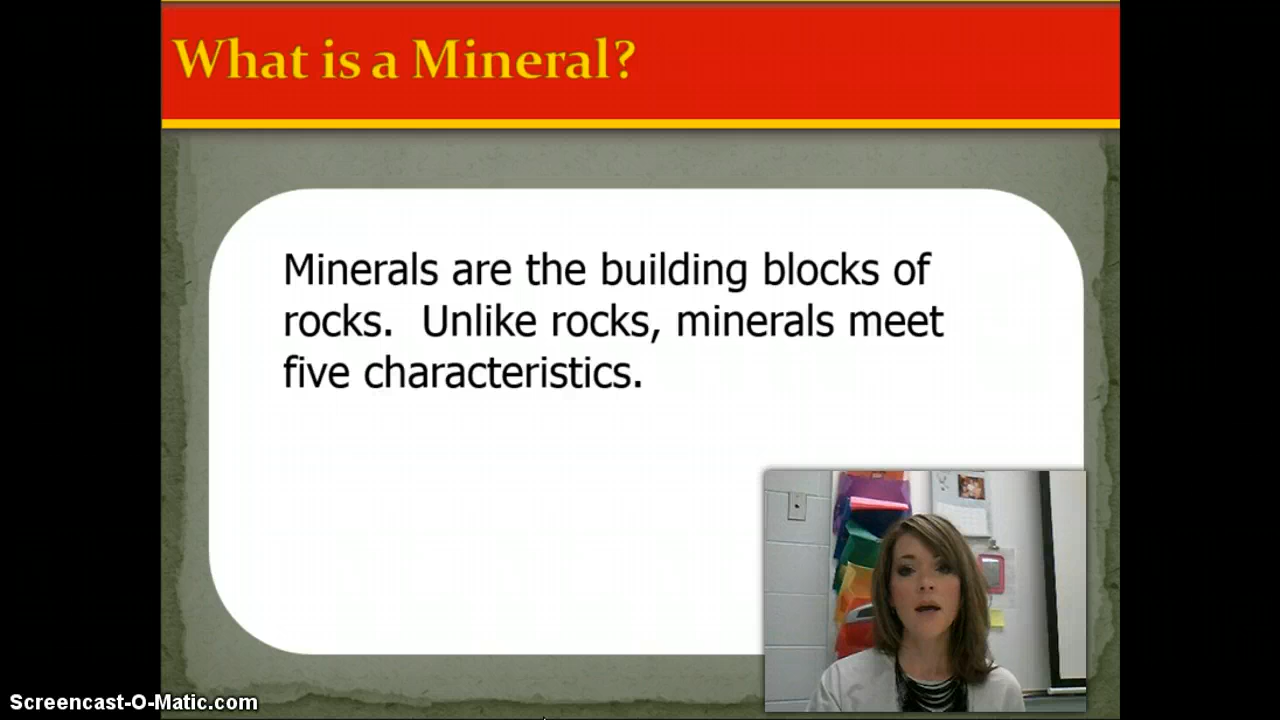 What is a Mineral?
Minerals are the building blocks of
rocks.  Unlike rocks, minerals meet
five characteristics.
Screencast-O-Matic.com